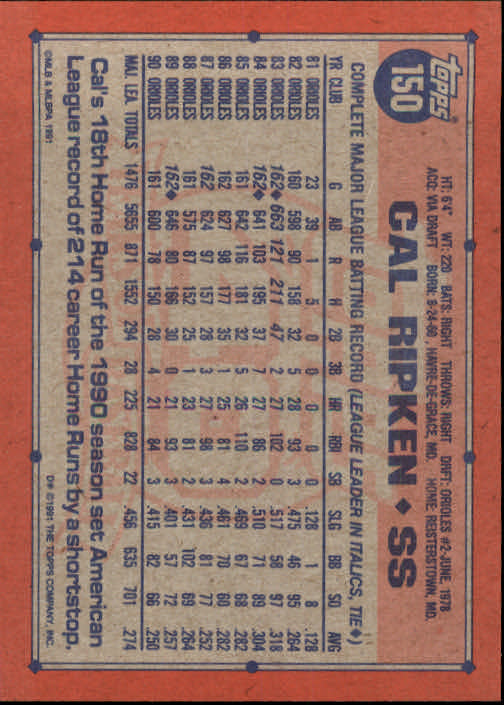 topps®
150
HT: 6'4" WT: 220 BATS: RIGHT THROWS: RIGHT DRFT: ORIOLES #2-JUNE, 1978
ACQ: VIA DRAFT BORN: 8-24-60, HAVRE-DE-GRACE, MD. HOME: REISTERSTOWN, MD.
CAL RIPKEN ♦ SS
COMPLETE MAJOR LEAGUE BATTING RECORD (LEAGUE LEADER IN ITALICS, TIE♦)
YR CLUB G AB R H 2B 3B HR RBI SB SLG BB SO AVG
81 ORIOLES 23 39 1 5 0 0 0 0 0 .128 1 8 .128
82 ORIOLES 160 598 90 158 32 5 28 93 3 .475 46 95 .264
83 ORIOLES 162♦ 663 121 211 47 2 27 102 0 .517 58 97 .318
84 ORIOLES 162♦ 641 103 195 37 7 27 86 2 .510 71 89 .304
85 ORIOLES 161 642 116 181 32 5 26 110 2 .469 67 68 .282
86 ORIOLES 162 627 98 177 35 1 25 81 4 .461 70 60 .282
87 ORIOLES 162 624 97 157 28 3 27 98 3 .436 81 77 .252
88 ORIOLES 161 575 87 152 25 1 23 81 2 .431 102 69 .264
89 ORIOLES 162♦ 646 80 166 30 0 21 93 3 .401 57 72 .257
90 ORIOLES 161 600 78 150 28 4 21 84 3 .415 82 66 .250
MAJ. LEA. TOTALS 1476 5655 871 1552 294 28 225 828 22 .456 635 701 .274
Cal's 18th Home Run of the 1990 season set American
League record of 214 career Home Runs by a shortstop.
©MLB & MLBPA 1991
D* ©1991 THE TOPPS COMPANY, INC.